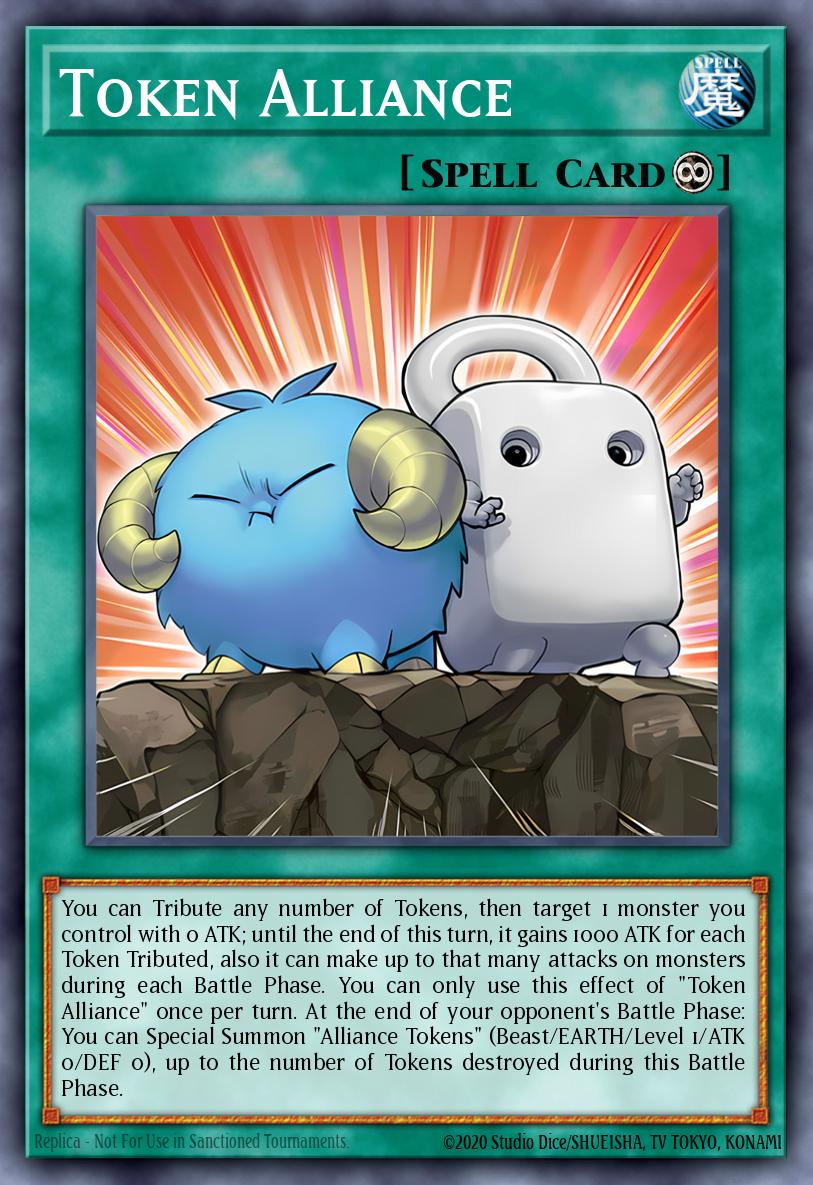 Token Alliance
SPELL
魔
[Spell Card]
You can Tribute any number of Tokens, then target 1 monster you
control with 0 ATK; until the end of this turn, it gains 1000 ATK for each
Token Tributed, also it can make up to that many attacks on monsters
during each Battle Phase. You can only use this effect of "Token
Alliance" once per turn. At the end of your opponent's Battle Phase:
You can Special Summon "Alliance Tokens" (Beast/EARTH/Level 1/ATK
0/DEF 0), up to the number of Tokens destroyed during this Battle
Phase.
Replica - Not For Use in Sanctioned Tournaments.
©2020 Studio Dice/SHUEISHA, TV TOKYO, KONAMI